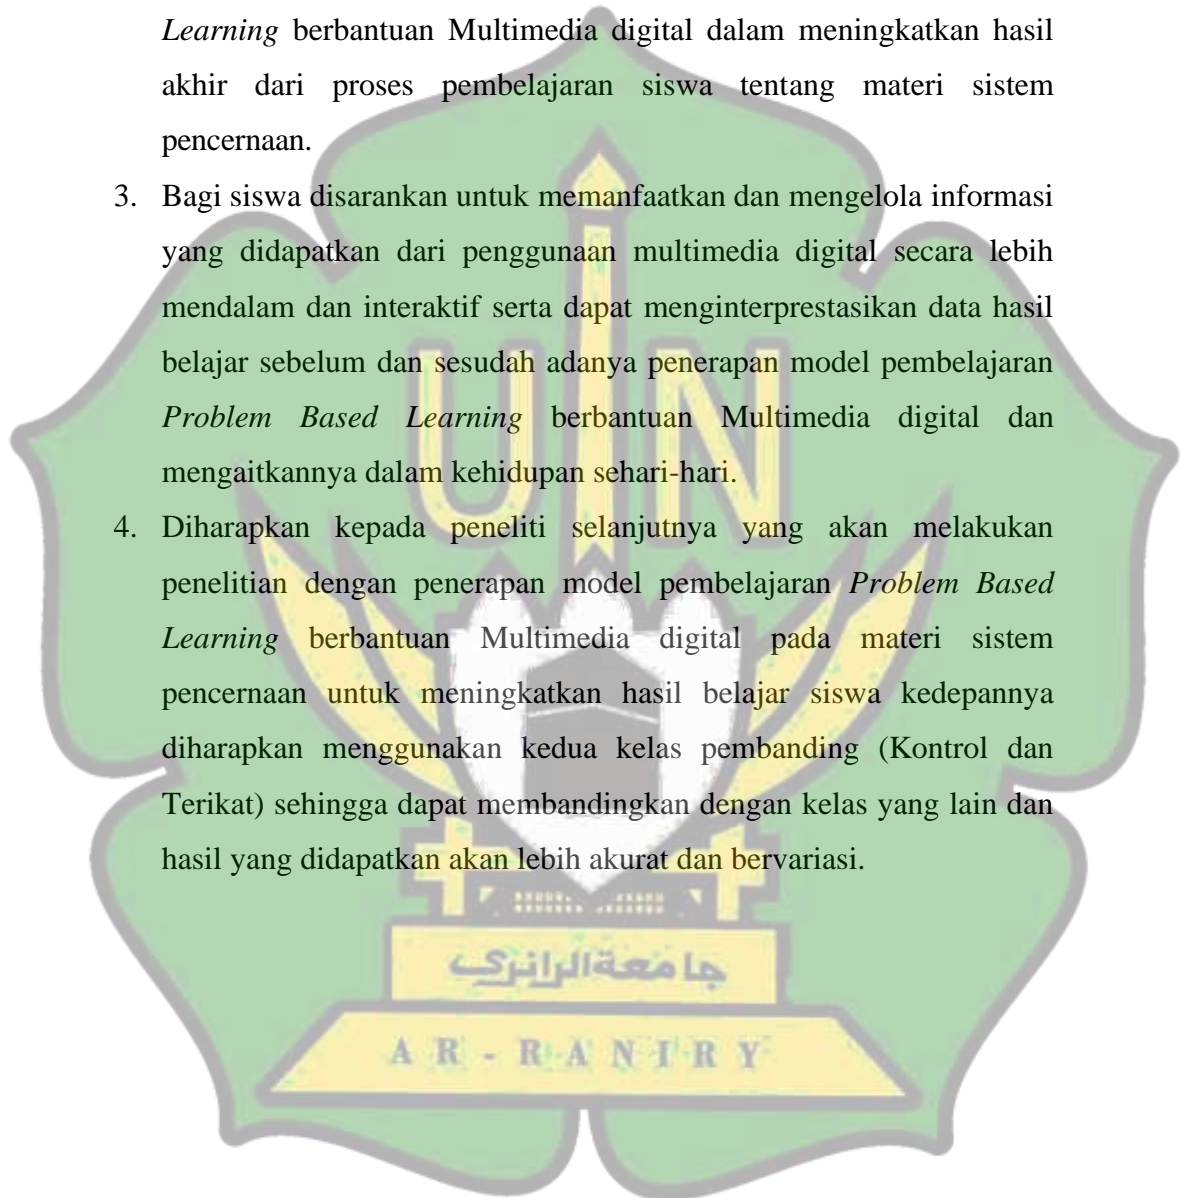 Learning berbantuan Multimedia digital dalam meningkatkan hasil
akhir dari proses pembelajaran siswa tentang materi sistem
pencernaan.
3. Bagi siswa disarankan untuk memanfaatkan dan mengelola informasi
yang didapatkan dari penggunaan multimedia digital secara lebih
mendalam dan interaktif serta dapat menginterprestasikan data hasil
belajar sebelum dan sesudah adanya penerapan model pembelajaran
Problem Based Learning berbantuan Multimedia digital dan
mengaitkannya dalam kehidupan sehari-hari.
4. Diharapkan kepada peneliti selanjutnya yang akan melakukan
penelitian dengan penerapan model pembelajaran Problem Based
Learning berbantuan Multimedia digital pada materi sistem
pencernaan untuk meningkatkan hasil belajar siswa kedepannya
diharapkan menggunakan kedua kelas pembanding (Kontrol dan
Terikat) sehingga dapat membandingkan dengan kelas yang lain dan
hasil yang didapatkan akan lebih akurat dan bervariasi.
UIN
جامعة الرانري
AR-RANIRY